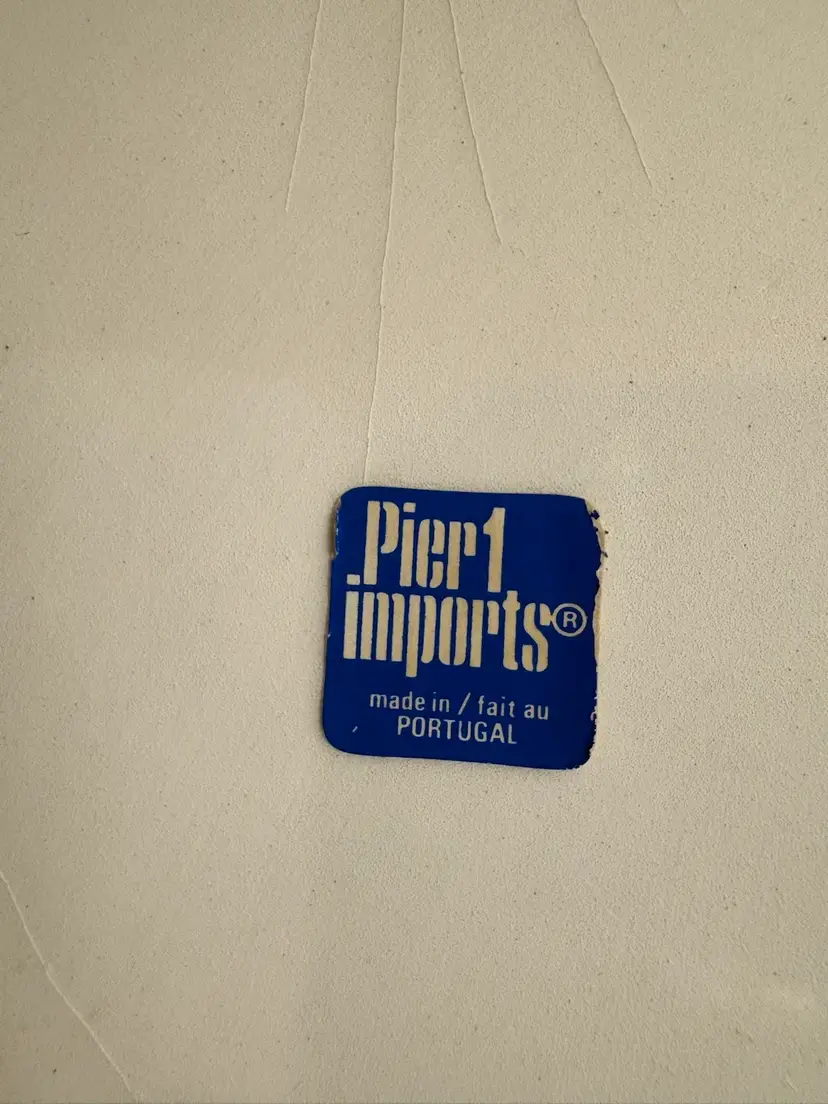 Pier1
imports®
made in / fait au
PORTUGAL